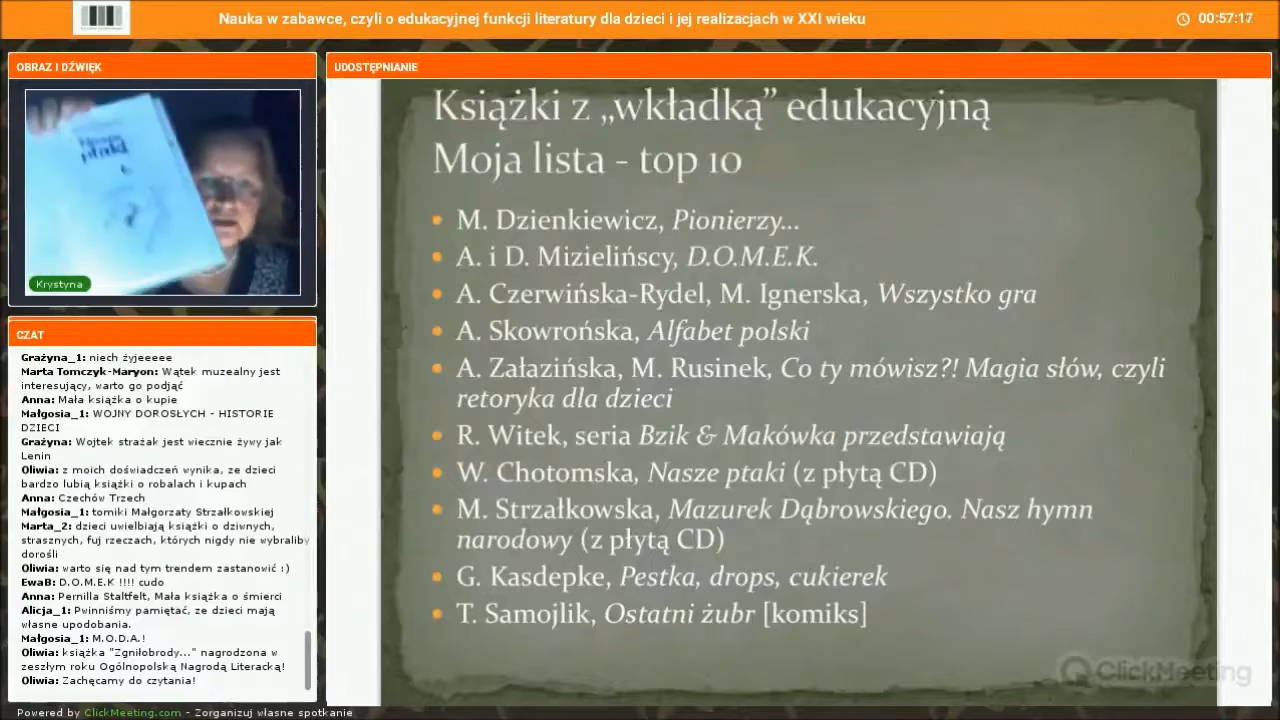 Nauka w zabawce, czyli o edukacyjnej funkcji literatury dla dzieci i jej realizacjach w XXI wieku
00:57:17
OBRAZ I DŹWIĘK
ptaki
Krystyna
CZAT
Grażyna_1: niech żyjeeeee
Marta Tomczyk-Maryon: Wątek muzealny jest
interesujący, warto go podjąć
Anna: Mała książka o kupie
Małgosia_1: WOJNY DOROSŁYCH - HISTORIE
DZIECI
Grażyna: Wojtek strażak jest wiecznie żywy jak
Lenin
Oliwia: z moich doświadczeń wynika, ze dzieci
bardzo lubią książki o robalach i kupach
Anna: Czechów Trzech
Małgosia_1: tomiki Małgorzaty Strzałkowskiej
Marta_2: dzieci uwielbiają książki o dziwnych,
strasznych, fuj rzeczach, których nigdy nie wybraliby
dorośli
Oliwia: warto się nad tym trendem zastanowić :)
EwaB: D.O.M.E.K !!!! cudo
Anna: Pernilla Staltfelt, Mała książka o śmierci
Alicja_1: Pwinniśmy pamiętać, ze dzieci mają
własne upodobania.
Małgosia_1: M.O.D.A.!
Oliwia: książka "Zgniłobrody..." nagrodzona w
zeszłym roku Ogólnopolską Nagrodą Literacką!
Oliwia: Zachęcamy do czytania!
UDOSTĘPNIANIE
Książki z „wkładką” edukacyjną
Moja lista - top 10
• M. Dzienkiewicz, Pionierzy...
• A. i D. Mizielińscy, D.O.M.E.K.
• A. Czerwińska-Rydel, M. Ignerska, Wszystko gra
• A. Skowrońska, Alfabet polski
• A. Załazińska, M. Rusinek, Co ty mówisz?! Magia słów, czyli
retoryka dla dzieci
• R. Witek, seria Bzik & Makówka przedstawiają
• W. Chotomska, Nasze ptaki (z płytą CD)
• M. Strzałkowska, Mazurek Dąbrowskiego. Nasz hymn
narodowy (z płytą CD)
• G. Kasdepke, Pestka, drops, cukierek
• T. Samojlik, Ostatni żubr [komiks]
ClickMeeting
Powered by ClickMeeting.com - Zorganizuj własne spotkanie